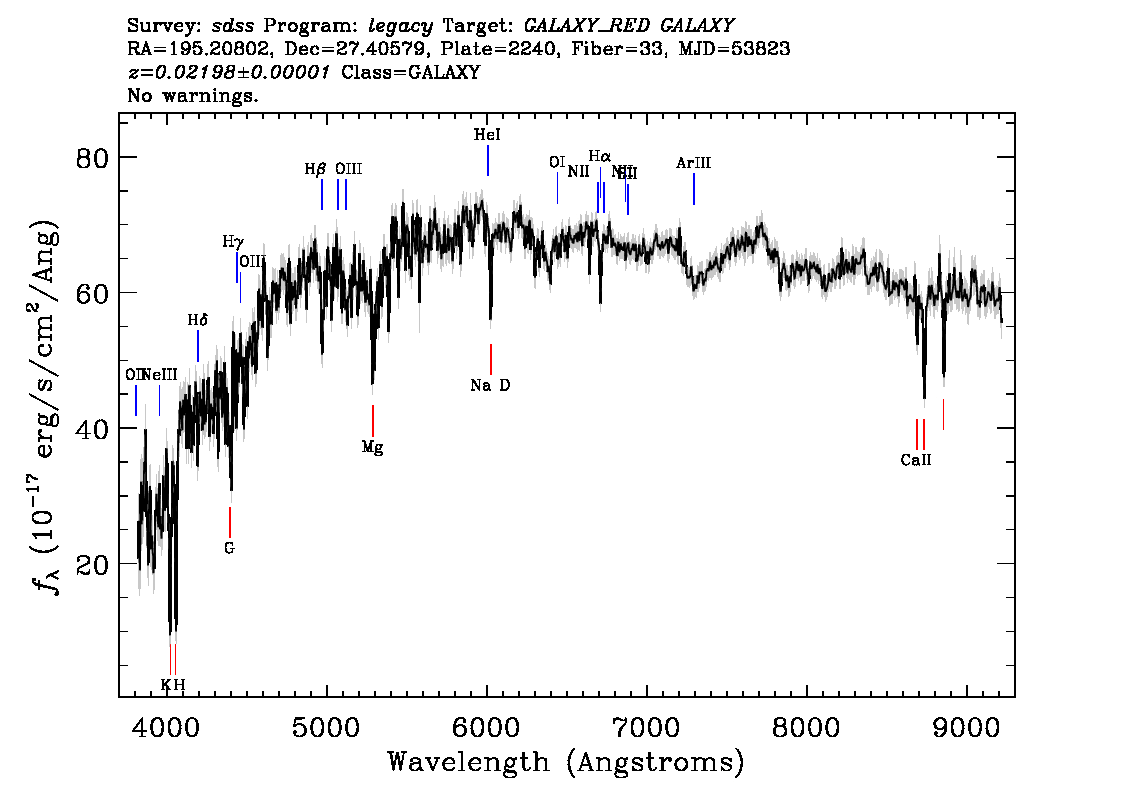 Survey: sdss Program: legacy Target: GALAXY_RED GALAXY
RA=195.20802, Dec=27.40579, Plate=2240, Fiber=33, MJD=53823
z=0.02198±0.00001 Class=GALAXY
No warnings.
HeI
Hα
OI
ArIII
Hβ OIII
NII
SII
Hγ
OIII
Hδ
NeIII
Na D
Mg
CaII
G
K H
80
60
40
20
f_λ (10⁻¹⁷ erg/s/cm²/Ang)
4000 5000 6000 7000 8000 9000
Wavelength (Angstroms)